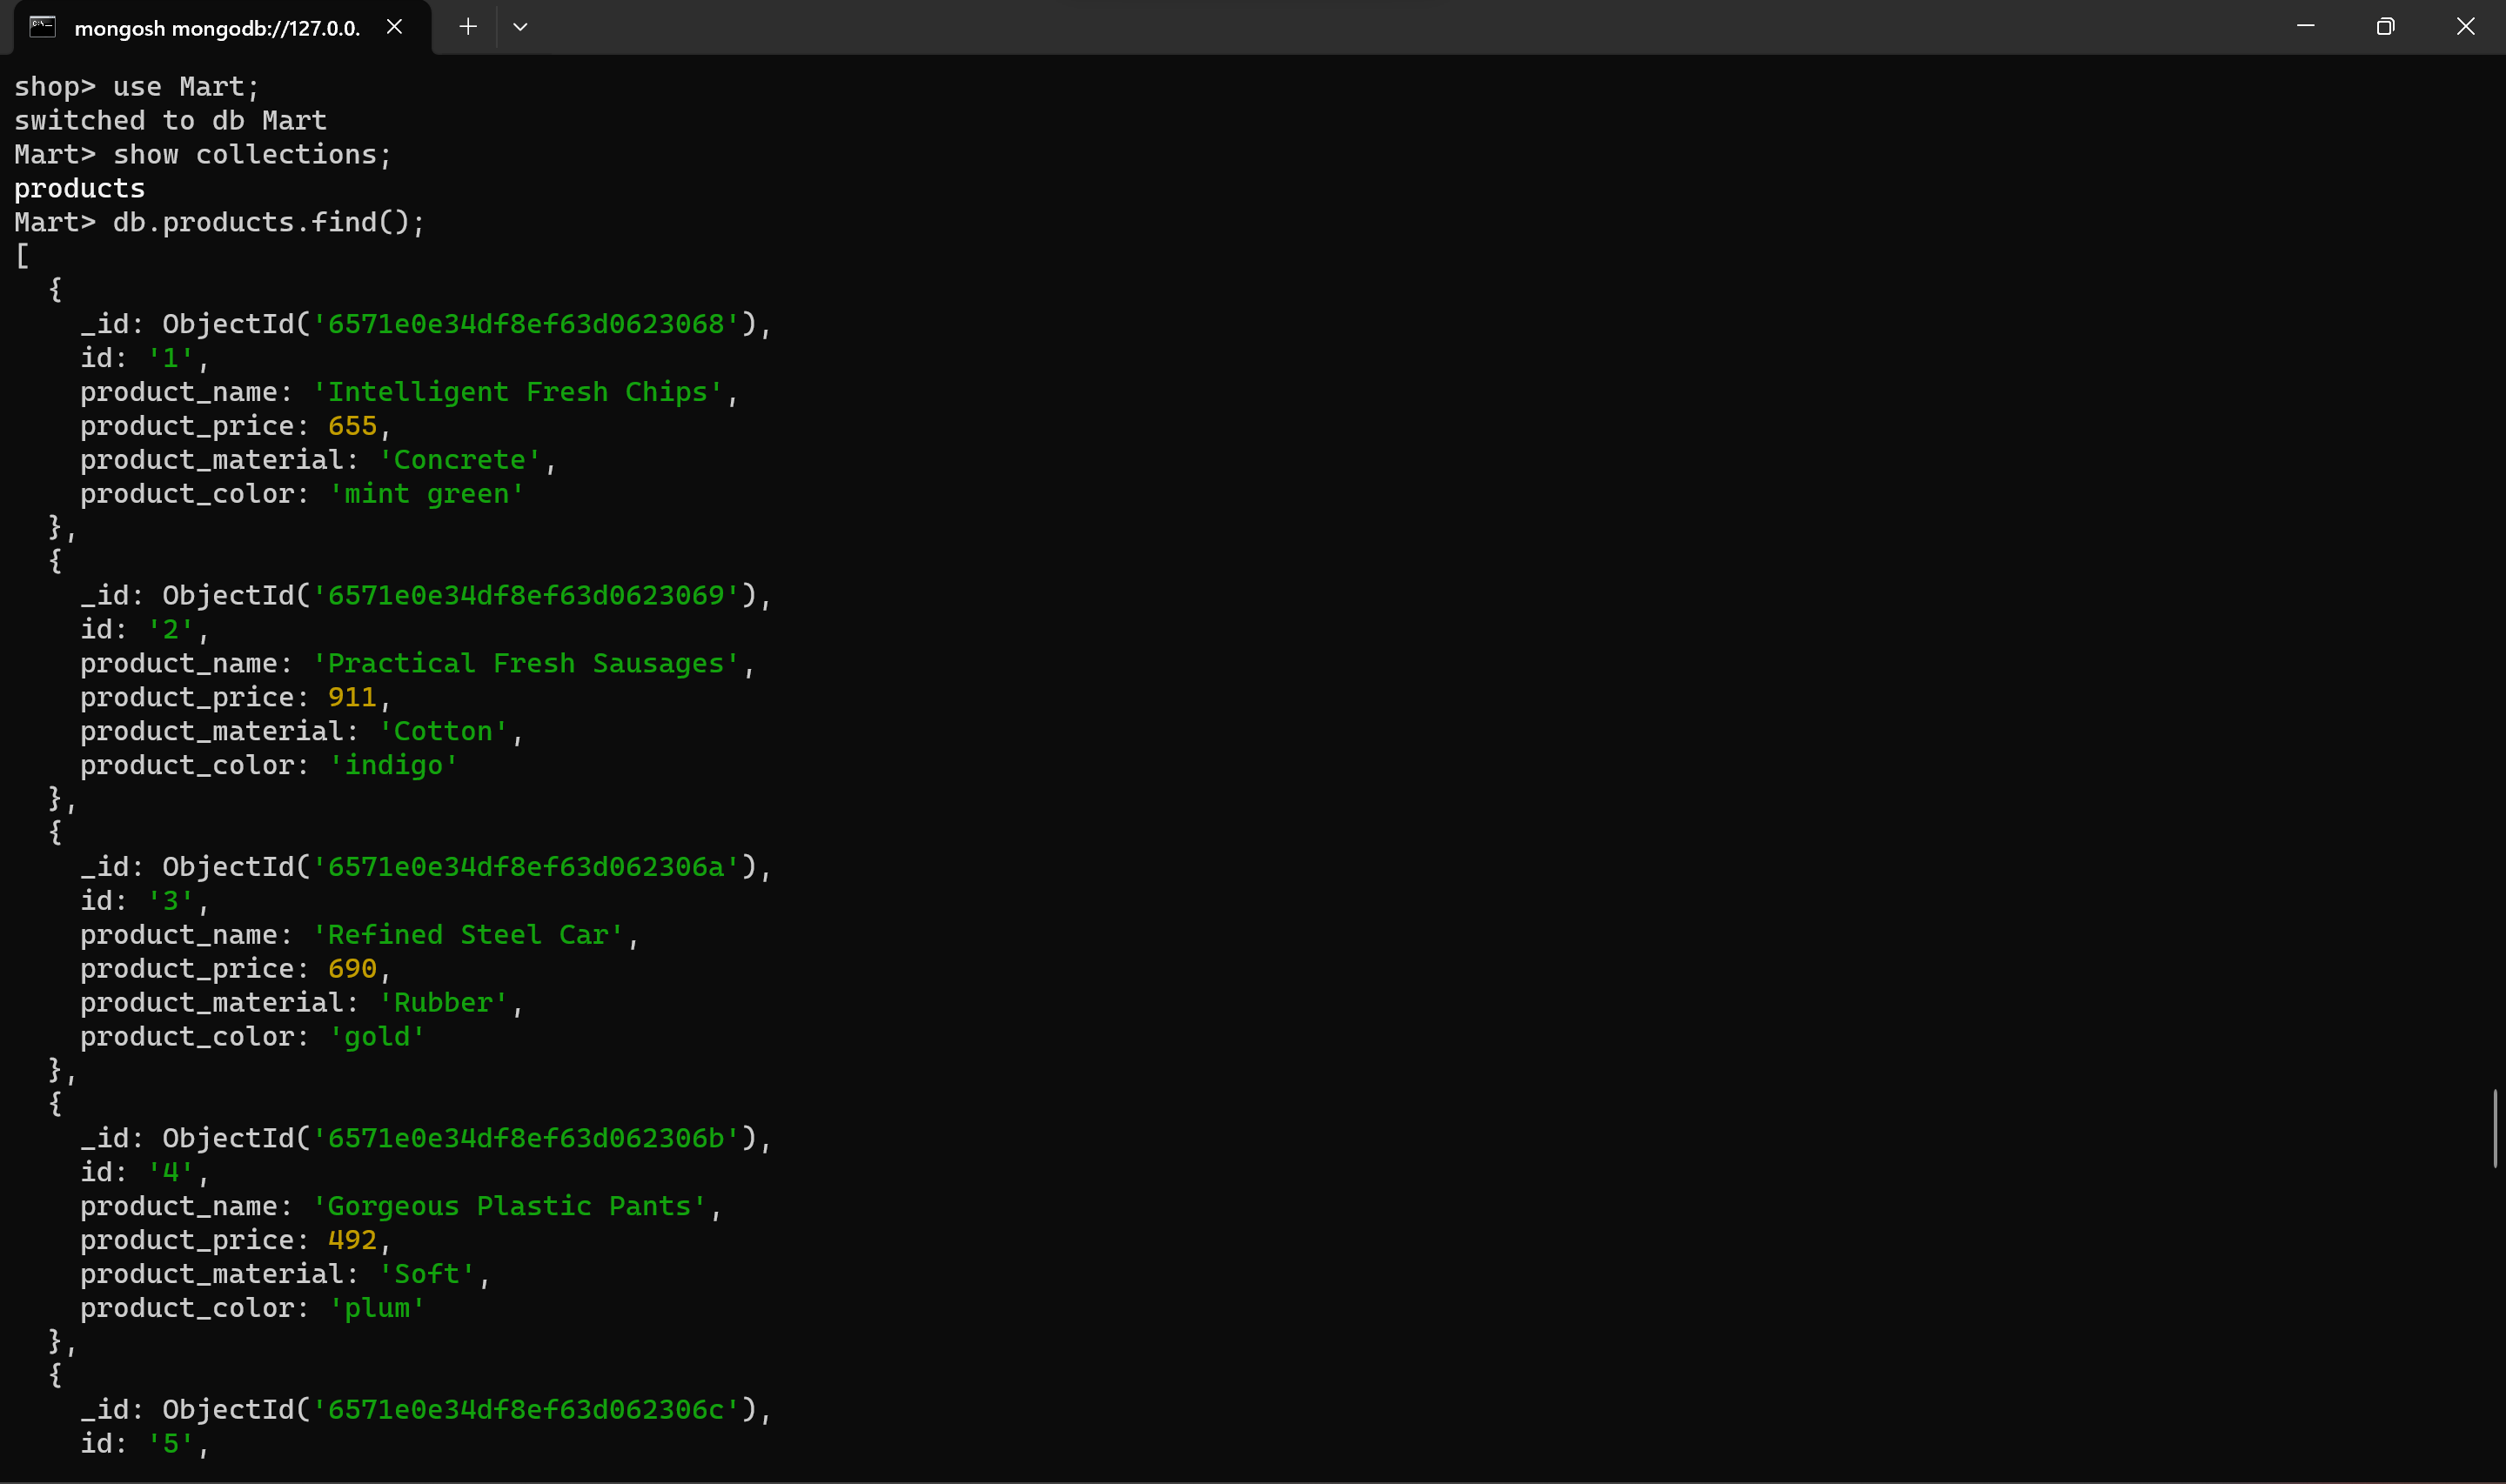 mongosh mongodb://127.0.0.
shop> use Mart;
switched to db Mart
Mart> show collections;
products
Mart> db.products.find();
[
  {
    _id: ObjectId('6571e0e34df8ef63d0623068'),
    id: '1',
    product_name: 'Intelligent Fresh Chips',
    product_price: 655,
    product_material: 'Concrete',
    product_color: 'mint green'
  },
  {
    _id: ObjectId('6571e0e34df8ef63d0623069'),
    id: '2',
    product_name: 'Practical Fresh Sausages',
    product_price: 911,
    product_material: 'Cotton',
    product_color: 'indigo'
  },
  {
    _id: ObjectId('6571e0e34df8ef63d062306a'),
    id: '3',
    product_name: 'Refined Steel Car',
    product_price: 690,
    product_material: 'Rubber',
    product_color: 'gold'
  },
  {
    _id: ObjectId('6571e0e34df8ef63d062306b'),
    id: '4',
    product_name: 'Gorgeous Plastic Pants',
    product_price: 492,
    product_material: 'Soft',
    product_color: 'plum'
  },
  {
    _id: ObjectId('6571e0e34df8ef63d062306c'),
    id: '5',